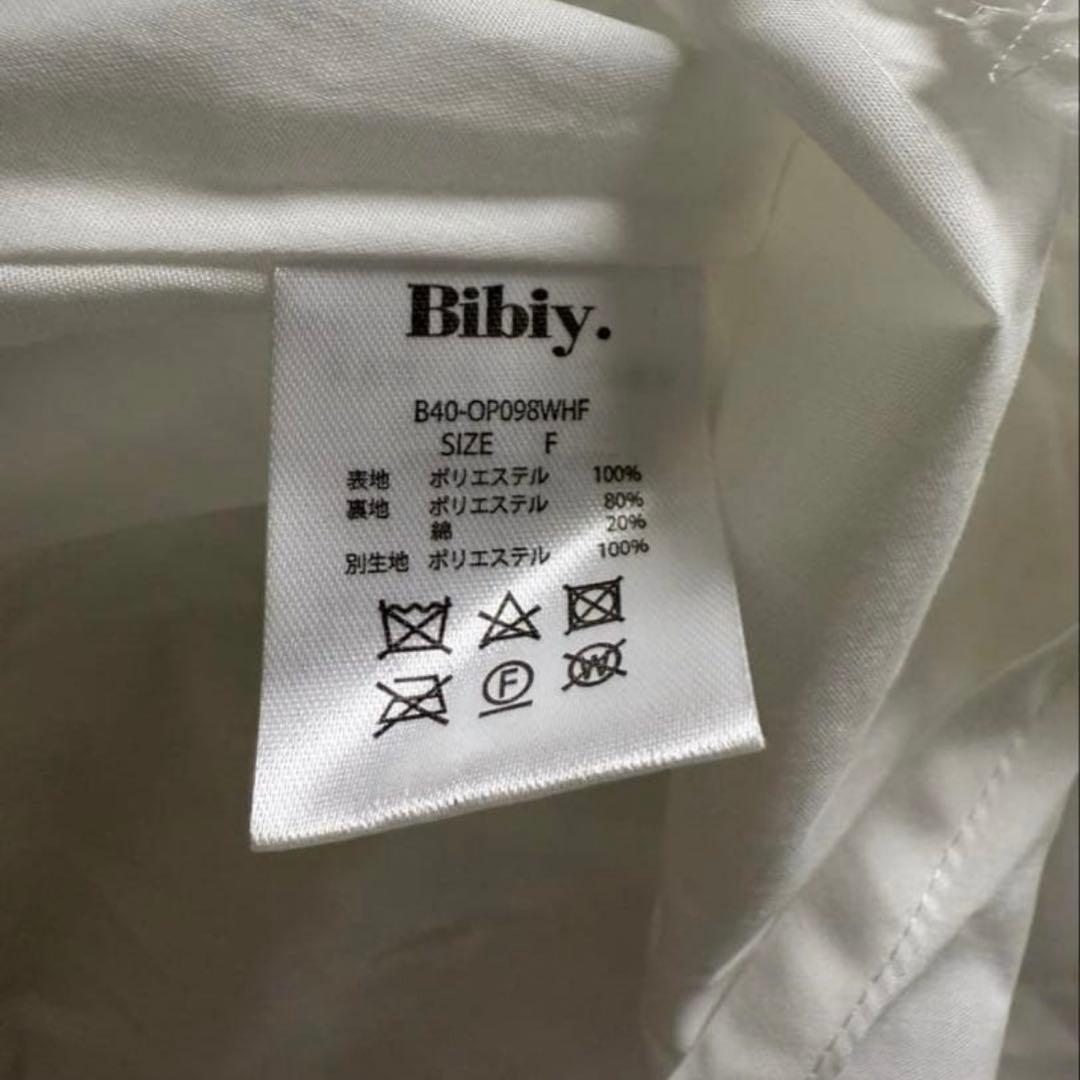 Bibiy.
B40-OP098WHF
SIZE F
表地 ポリエステル 100%
裏地 ポリエステル 80%
綿 20%
別生地 ポリエステル 100%
F
W